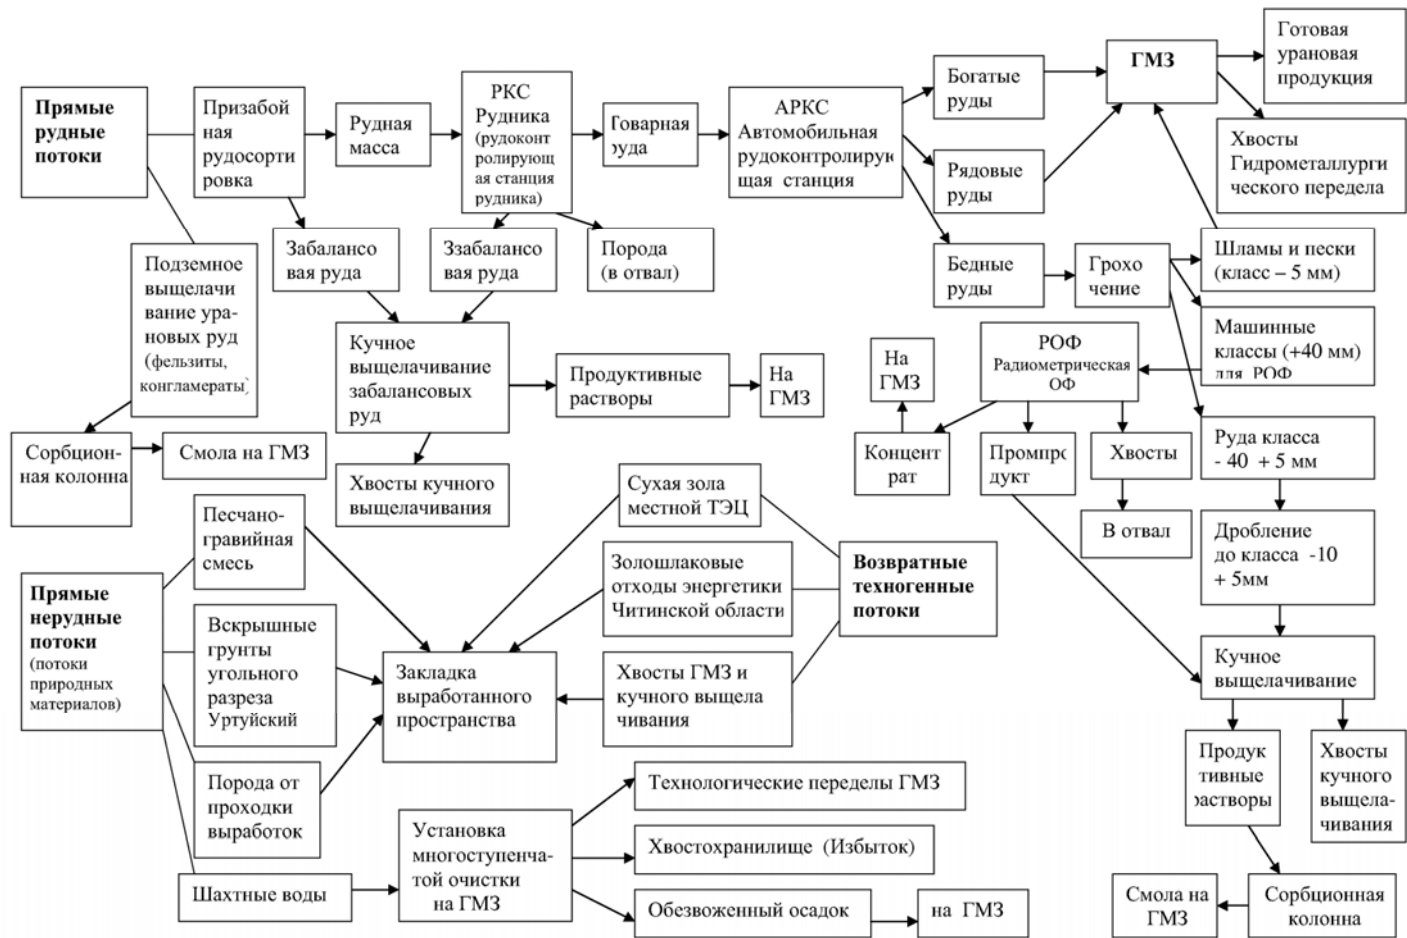 Прямые
рудные
потоки
Призабой
ная
рудосорти
ровка
Рудная
масса
РКС
Рудника
(рудоконт
ролирующ
ая станция
рудника)
Товарная
руда
АРКС
Автомобильная
рудоконтролирую
щая станция
Богатые
руды
Рядовые
руды
Бедные
руды
ГМЗ
Готовая
урановая
продукция
Хвосты
Гидрометаллурги
ческого передела
Грохо
чение
Шламы и пески
(класс – 5 мм)
Машинные
классы (+40 мм)
для РОФ
Забалансо
вая руда
Ззабалансо
вая руда
Порода
(в отвал)
Подземное
выщелачи
вание ура-
новых руд
(фельзиты,
конгламераты)
Кучное
выщелачивание
забалансовых
руд
Продуктивные
растворы
На
ГМЗ
На
ГМЗ
РОФ
Радиометрическая
ОФ
Концент
рат
Промпро
дукт
Хвосты
В отвал
Руда класса
- 40 + 5 мм
Дробление
до класса -10
+ 5мм
Кучное
выщелачивание
Продук
тивные
растворы
Хвосты
кучного
выщела-
чивания
Сорбционная
колонна
Смола на
ГМЗ
Сорбцион-
ная колонна
Смола на ГМЗ
Хвосты кучного
выщелачивания
Прямые
нерудные
потоки
(потоки
природных
материалов)
Песчано-
гравийная
смесь
Вскрышные
грунты
угольного
разреза
Уртуйский
Порода от
проходки
выработок
Шахтные воды
Закладка
выработанного
пространства
Сухая зола
местной ТЭЦ
Золошлаковые
отходы энергетики
Читинской области
Хвосты ГМЗ и
кучного выщела
чивания
Возвратные
техногенные
потоки
Установка
многоступенча-
атой очистки
на ГМЗ
Технологические переделы ГМЗ
Хвостохранилище (Избыток)
Обезвоженный осадок
на ГМЗ